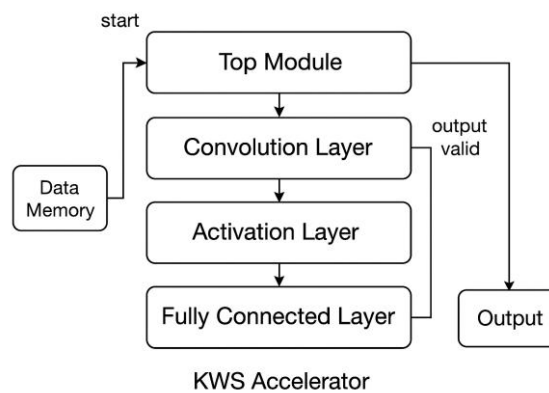 start
Top Module
Convolution Layer
output
valid
Data
Memory
Activation Layer
Fully Connected Layer
Output
KWS Accelerator